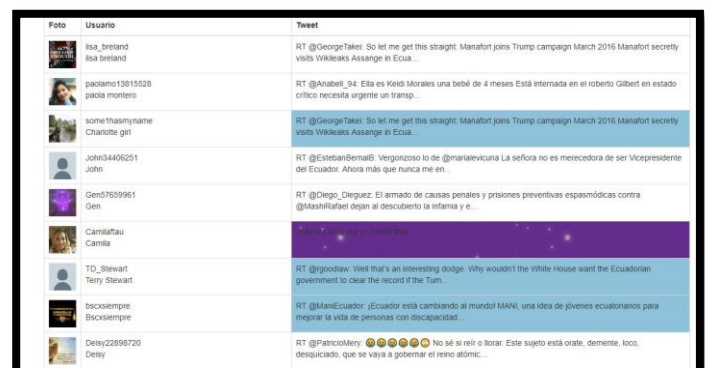 Foto Usuario Tweet
lisa_breland
lisa breland
RT @GeorgeTakei: So let me get this straight: Manafort joins Trump campaign March 2016 Manafort secretly
visits Wikileaks Assange in Ecua...
paolamo13815528
paola montero
RT @Anabell_94: Ella es Keidi Morales una bebé de 4 meses Está internada en el roberto Gilbert en estado
crítico necesita urgente un transp...
some1hasmyname
Charlotte girl
RT @GeorgeTakei: So let me get this straight: Manafort joins Trump campaign March 2016 Manafort secretly
visits Wikileaks Assange in Ecua...
John34406251
John
RT @EstebanBernalB: Vergonzoso lo de @marialevicuna La señora no es merecedora de ser Vicepresidente
del Ecuador. Ahora más que nunca me en...
Gen57659961
Gen
RT @Diego_Dieguez: El armado de causas penales y prisiones preventivas espasmódicas contra
@MashiRafael dejan al descubierto la infamia y e...
Camilaftau
Camila
TD_Stewart
Terry Stewart
RT @rgoodlaw: Well that's an interesting dodge. Why wouldn't the White House want the Ecuadorian
government to clear the record if the Tum...
bscxsiempre
Bscxsiempre
RT @ManiEcuador: ¡Ecuador está cambiando al mundo! MANI, una idea de jóvenes ecuatorianos para
mejorar la vida de personas con discapacidad...
Deisy22898720
Deisy
RT @PatricioMery: 😂😂😂😂😂😂 No sé si reír o llorar. Este sujeto está orate, demente, loco,
desquiciado, que se vaya a gobernar el reino atómic...